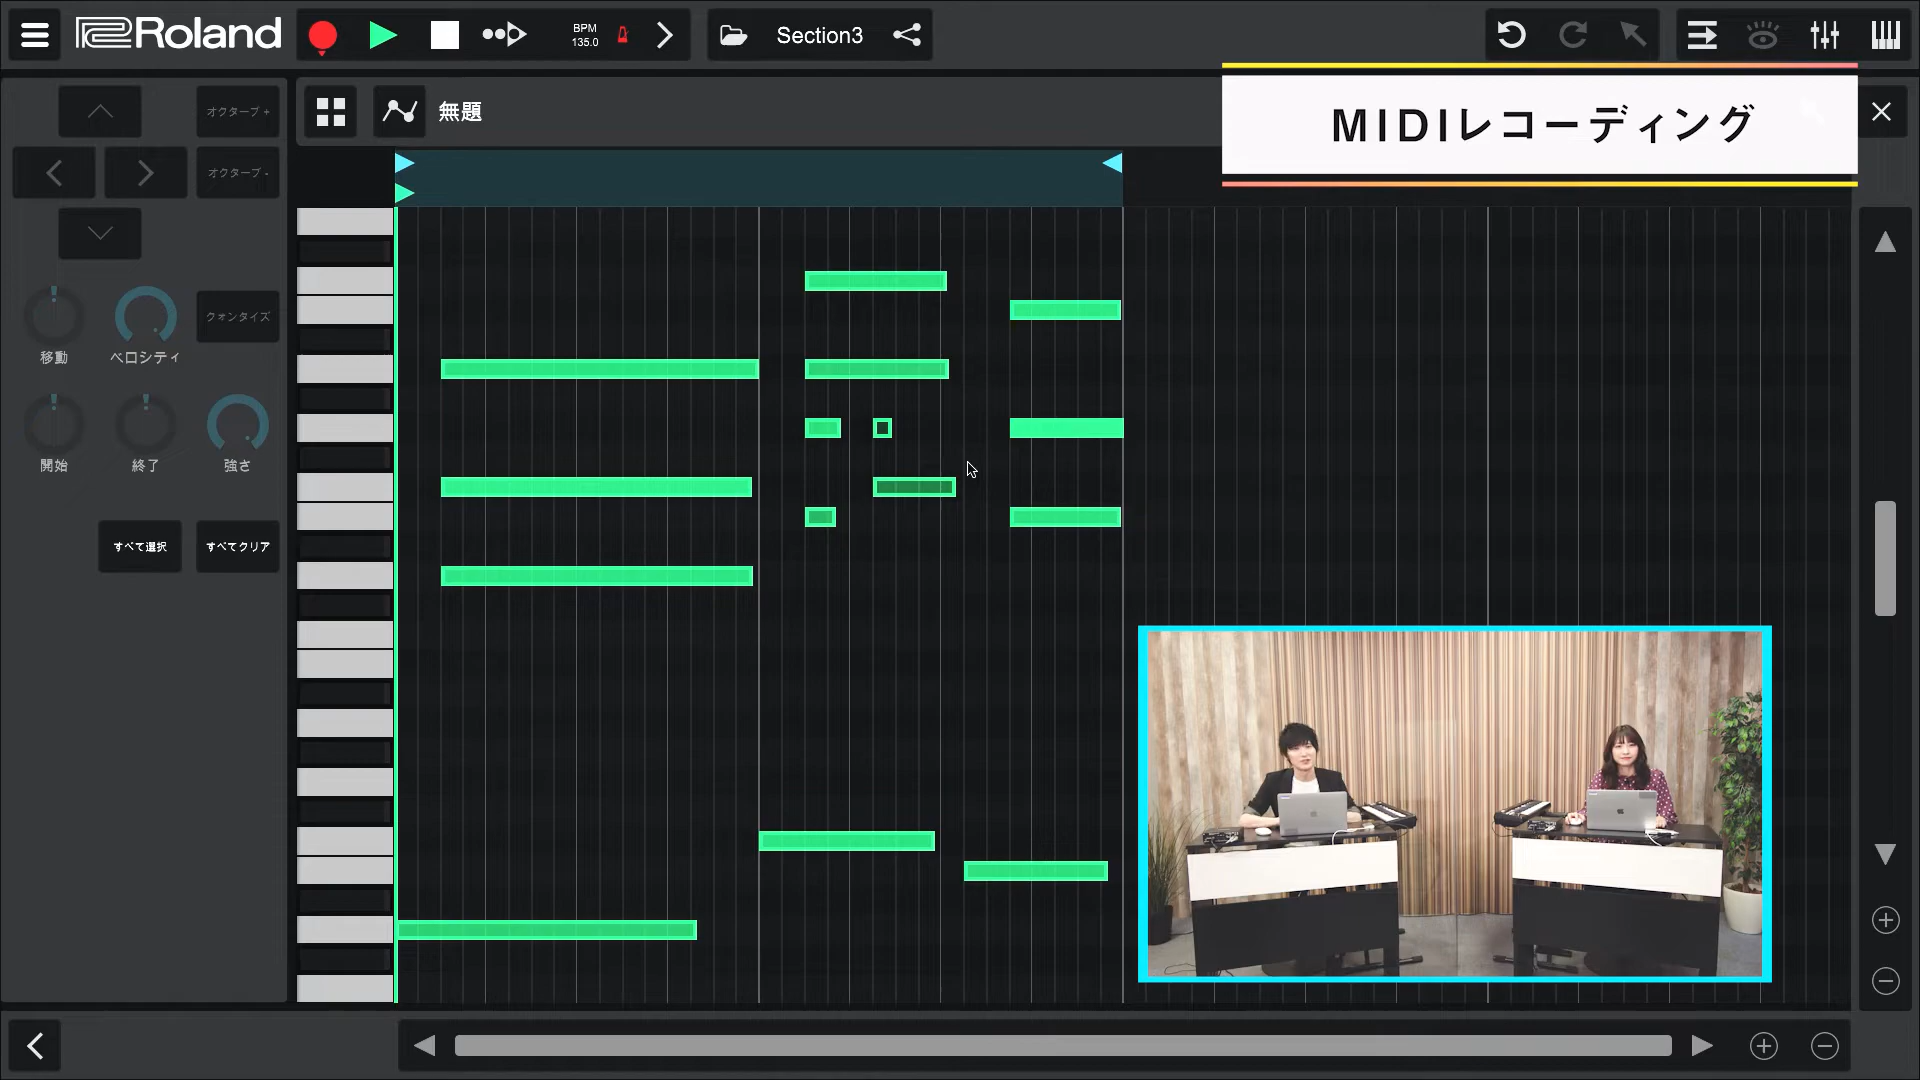 Roland
BPM
135.0
Section3
MIDIレコーディング
無題
オクターブ +
オクターブ -
クォンタイズ
移動
ベロシティ
開始
終了
強さ
すべて選択
すべてクリア